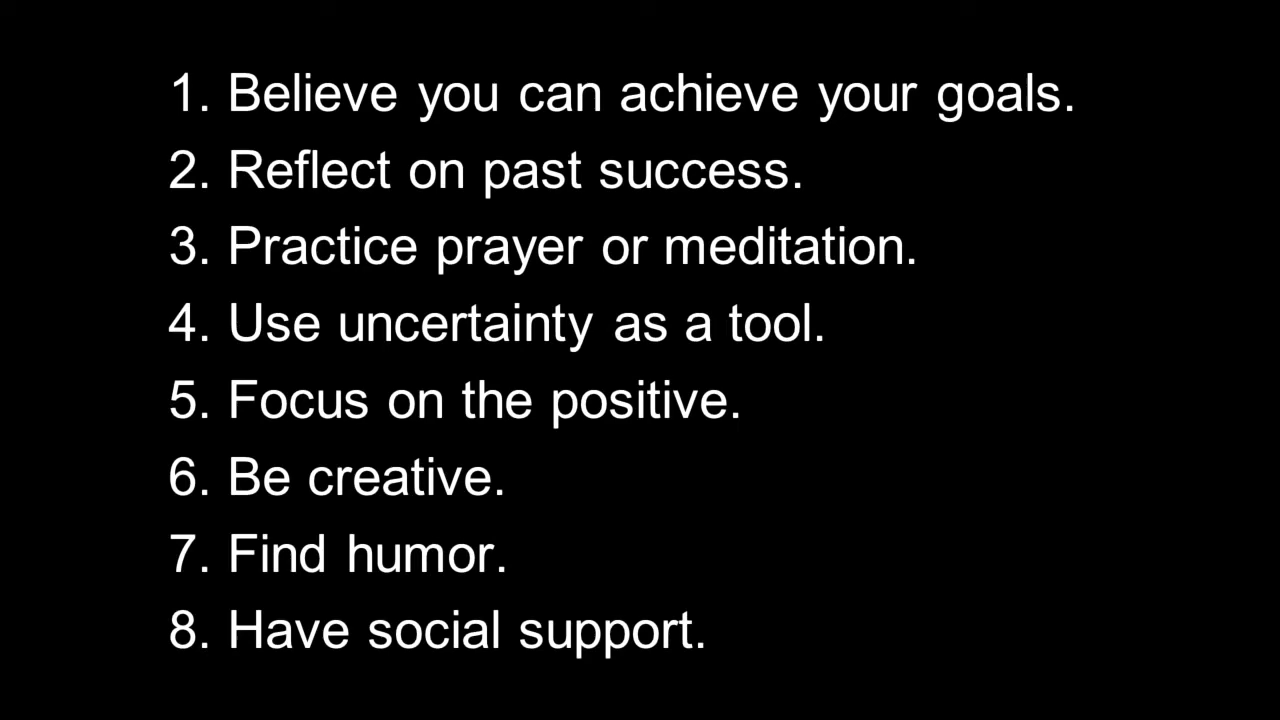 1. Believe you can achieve your goals.
2. Reflect on past success.
3. Practice prayer or meditation.
4. Use uncertainty as a tool.
5. Focus on the positive.
6. Be creative.
7. Find humor.
8. Have social support.